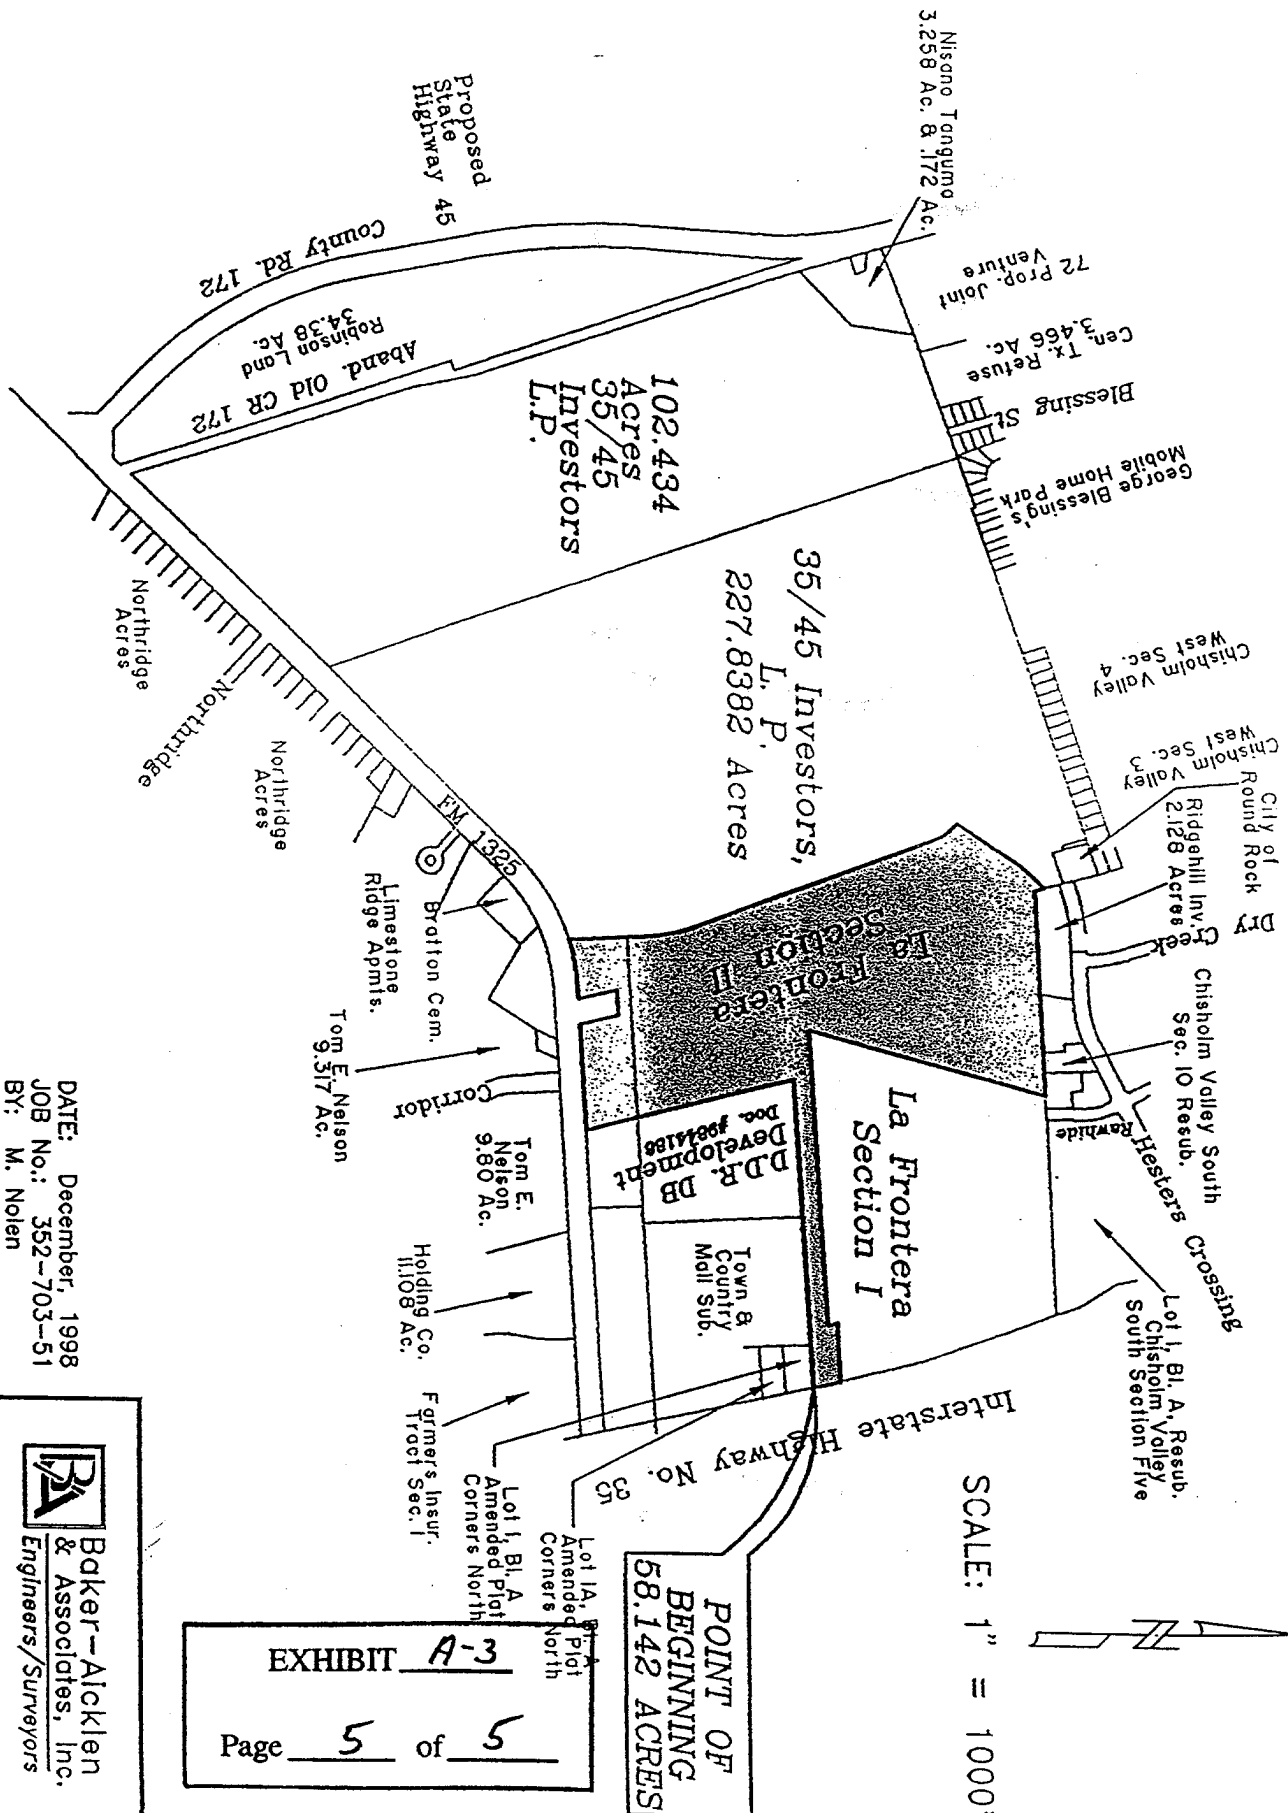 Nisano Tanguma
3.258 Ac. & .172 Ac.
72 Prop. Joint
Venture
Cen. Tx. Refuse
3.466 Ac.
Blessing St.
George Blessing's
Mobile Home Park
Chisholm Valley
West Sec. 4
Chisholm Valley
West Sec. 3
City of
Round Rock
Ridgehill Inv.
2.128 Acres
Dry Creek
Chisholm Valley South
Sec. 10 Resub.
Hesters Crossing
Rawhide
Lot 1, Bl. A, Resub.
Chisholm Valley
South Section Five
Proposed
State
Highway 45
County Rd. 172
Robinson Land
34.38 Ac.
Aband. Old CR 172
102.434
Acres
35/45
Investors
L.P.
35/45 Investors,
L. P.
227.8382 Acres
La Frontera
Section II
La Frontera
Section I
D.D.R. DB
Development
Doc. #9844186
Town &
Country
Mall Sub.
Interstate Highway No. 35
Northridge
Acres
Northridge
Northridge
Acres
FM 1325
Limestone
Ridge Apmts.
Bratton Cem.
Tom E. Nelson
9.317 Ac.
Corridor
Tom E.
Nelson
9.80 Ac.
Holding Co.
11.108 Ac.
Farmers Insur.
Tract Sec. 1
Lot 1, Bl. A
Amended Plat
Corners North
Lot 1A, Bl. A
Amended Plat
Corners North
SCALE: 1" = 1000'
POINT OF
BEGINNING
58.142 ACRES
DATE: December, 1998
JOB No.: 352-703-51
BY: M. Nolen
BA
Baker-Aicklen
& Associates, Inc.
Engineers/Surveyors
EXHIBIT A-3
Page 5 of 5